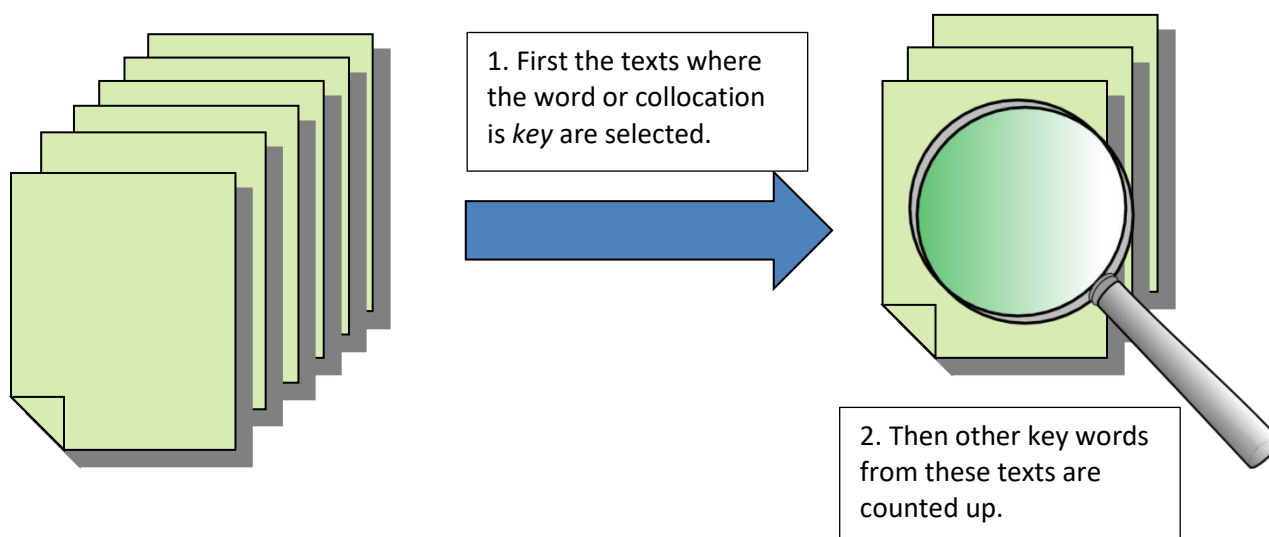 1. First the texts where
the word or collocation
is key are selected.
2. Then other key words
from these texts are
counted up.